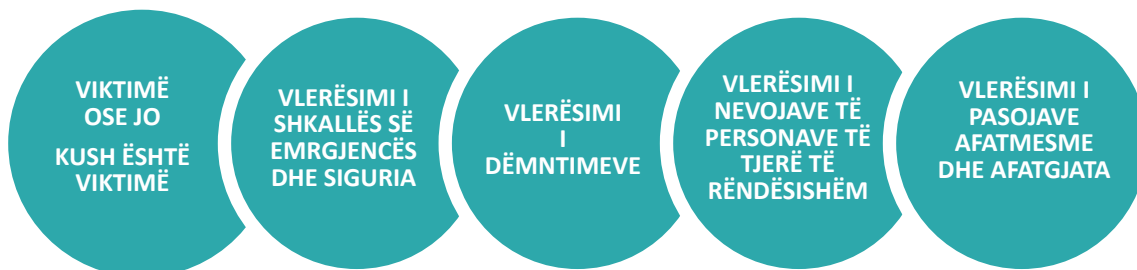 VIKTIMË
OSE JO
KUSH ËSHTË
VIKTIMË
VLERËSIMI I
SHKALLËS SË
EMRGJENCËS
DHE SIGURIA
VLERËSIMI
I
DËMNTIMEVE
VLERËSIMI I
NEVOJAVE TË
PERSONAVE TË
TJERË TË
RËNDËSISHËM
VLERËSIMI I
PASOJAVE
AFATMESME
DHE AFATGJATA